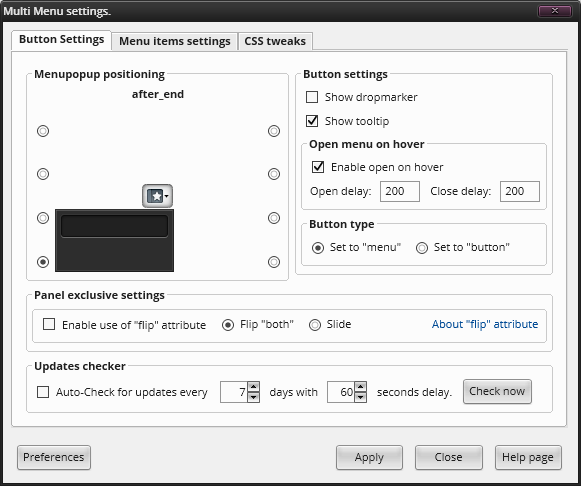 Multi Menu settings.
Button Settings Menu items settings CSS tweaks
Menupopup positioning
after_end
Button settings
Show dropmarker
Show tooltip
Open menu on hover
Enable open on hover
Open delay: 200 Close delay: 200
Button type
Set to "menu" Set to "button"
Panel exclusive settings
Enable use of "flip" attribute Flip "both" Slide About "flip" attribute
Updates checker
Auto-Check for updates every 7 days with 60 seconds delay. Check now
Preferences Apply Close Help page